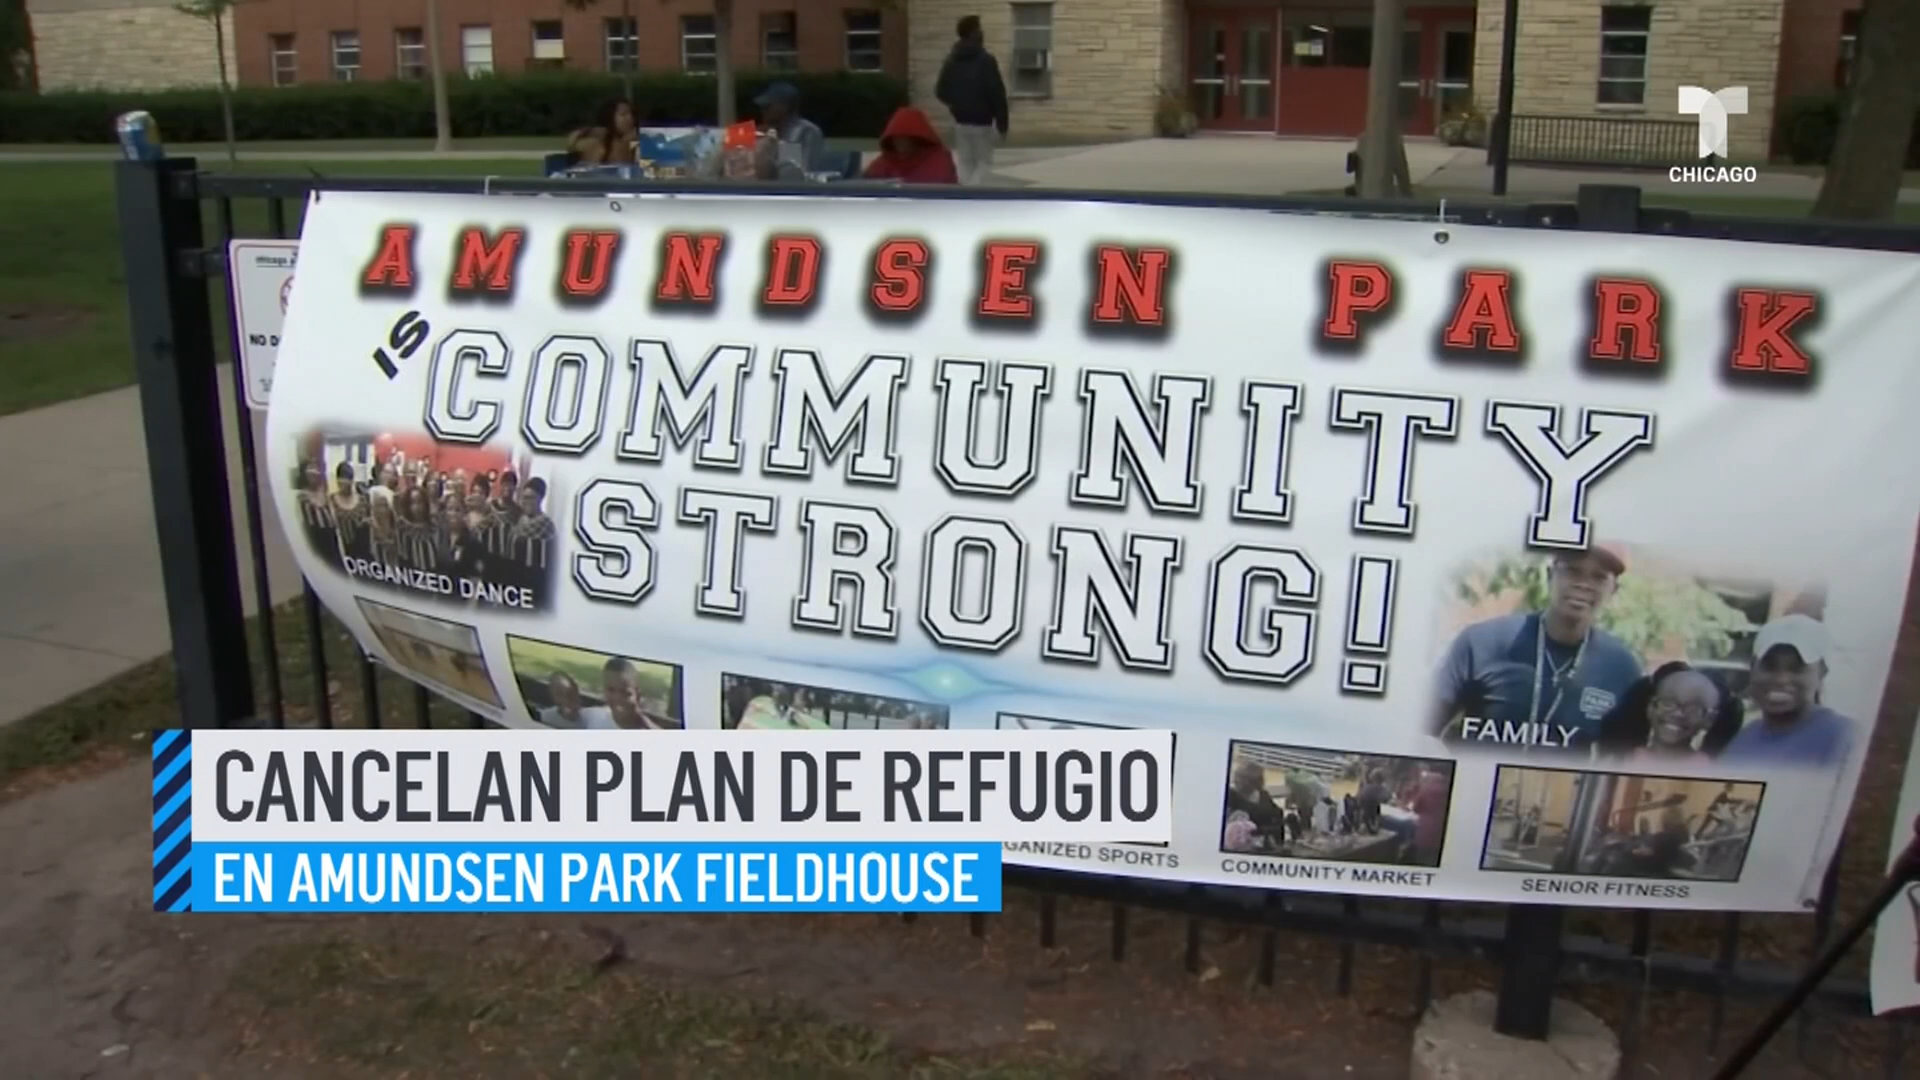 CHICAGO
AMUNDSEN PARK
IS
COMMUNITY
STRONG!
ORGANIZED DANCE
FAMILY
NO
CANCELAN PLAN DE REFUGIO
EN AMUNDSEN PARK FIELDHOUSE
SPORTS
COMMUNITY MARKET
SENIOR FITNESS